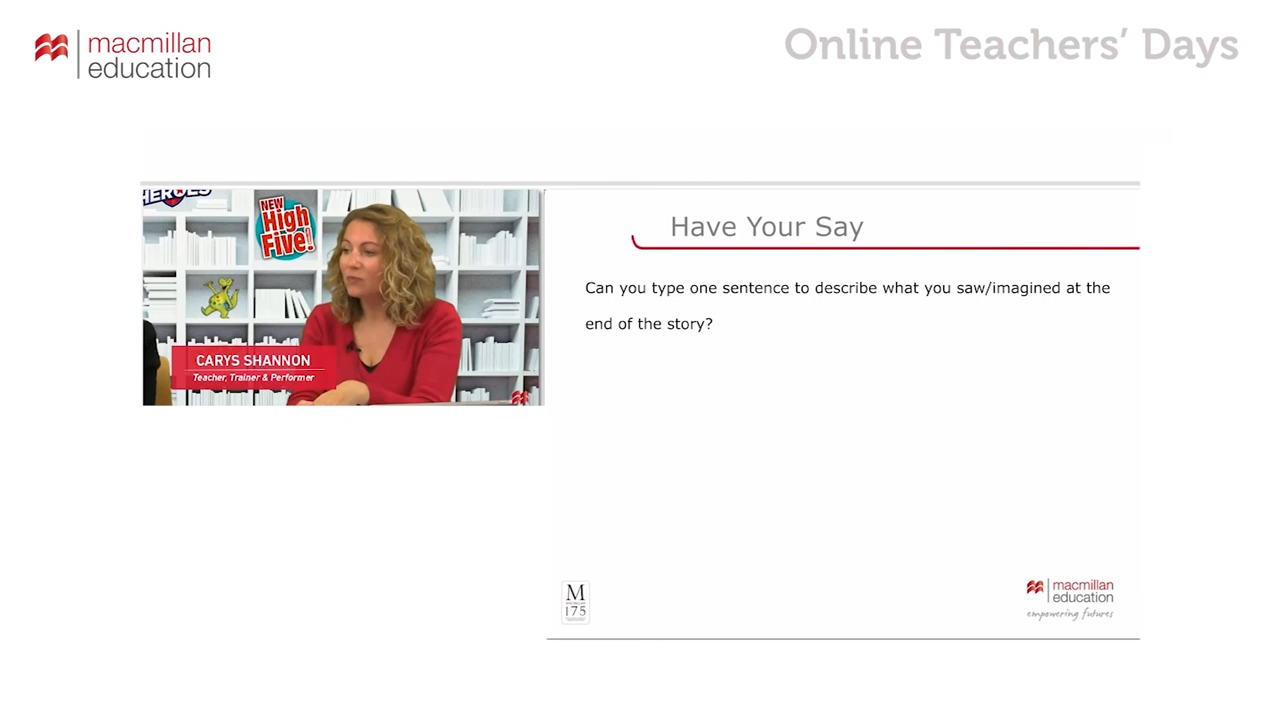 macmillan
education
Online Teachers' Days
HEROES
NEW
High
Five!
CARYS SHANNON
Teacher, Trainer & Performer
Have Your Say
Can you type one sentence to describe what you saw/imagined at the
end of the story?
M
175
macmillan
education
empowering futures